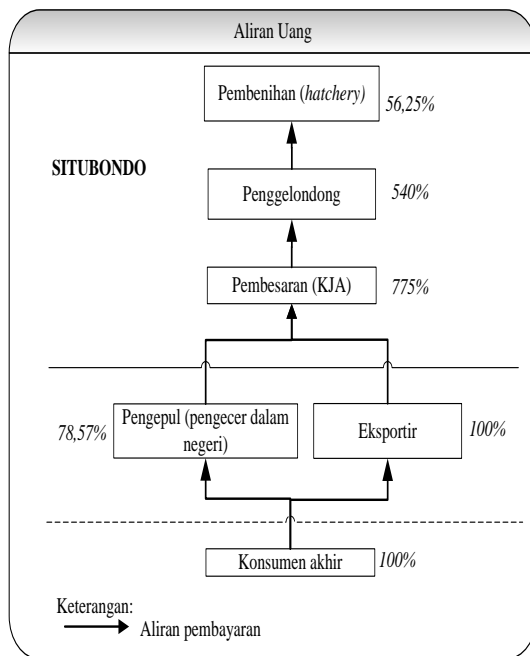 Aliran Uang
Pembenihan (hatchery)
56,25%
SITUBONDO
Penggelondong
540%
Pembesaran (KJA)
775%
78,57%
Pengepul (pengecer dalam
negeri)
Eksportir
100%
Konsumen akhir
100%
Keterangan:
Aliran pembayaran